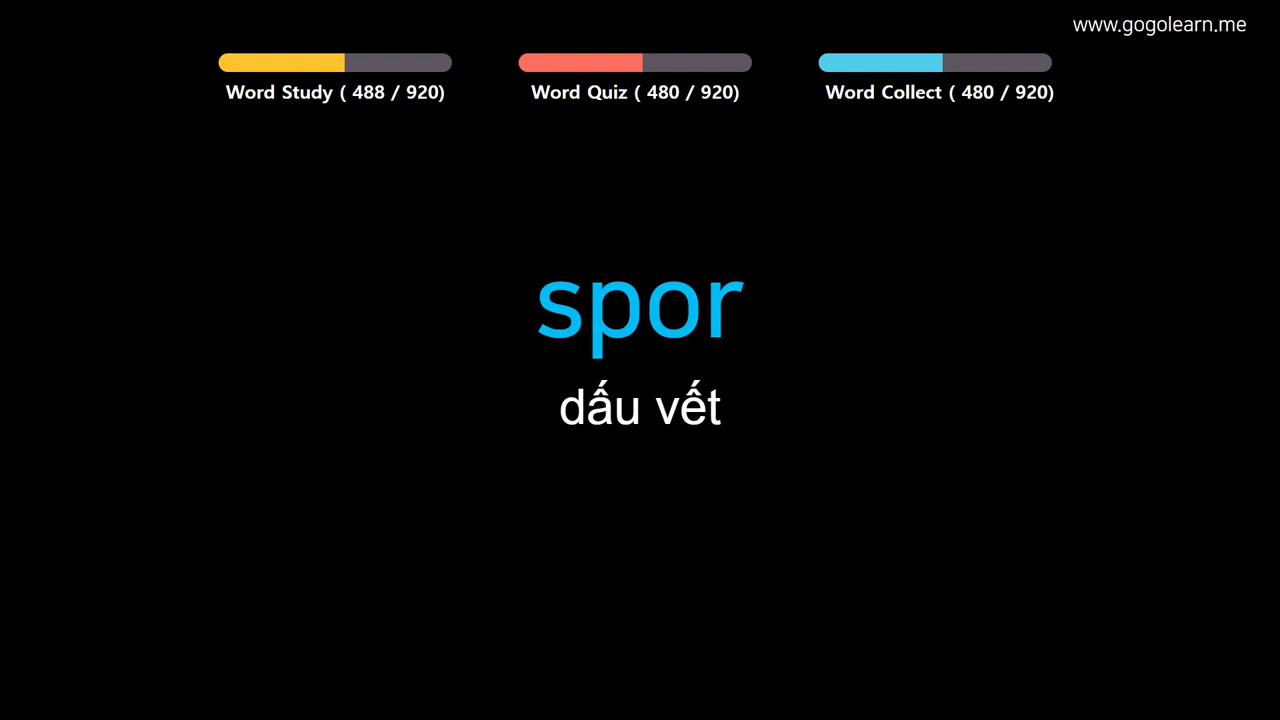 www.gogolearn.me
Word Study ( 488 / 920)
Word Quiz ( 480 / 920)
Word Collect ( 480 / 920)
spor
dấu vết